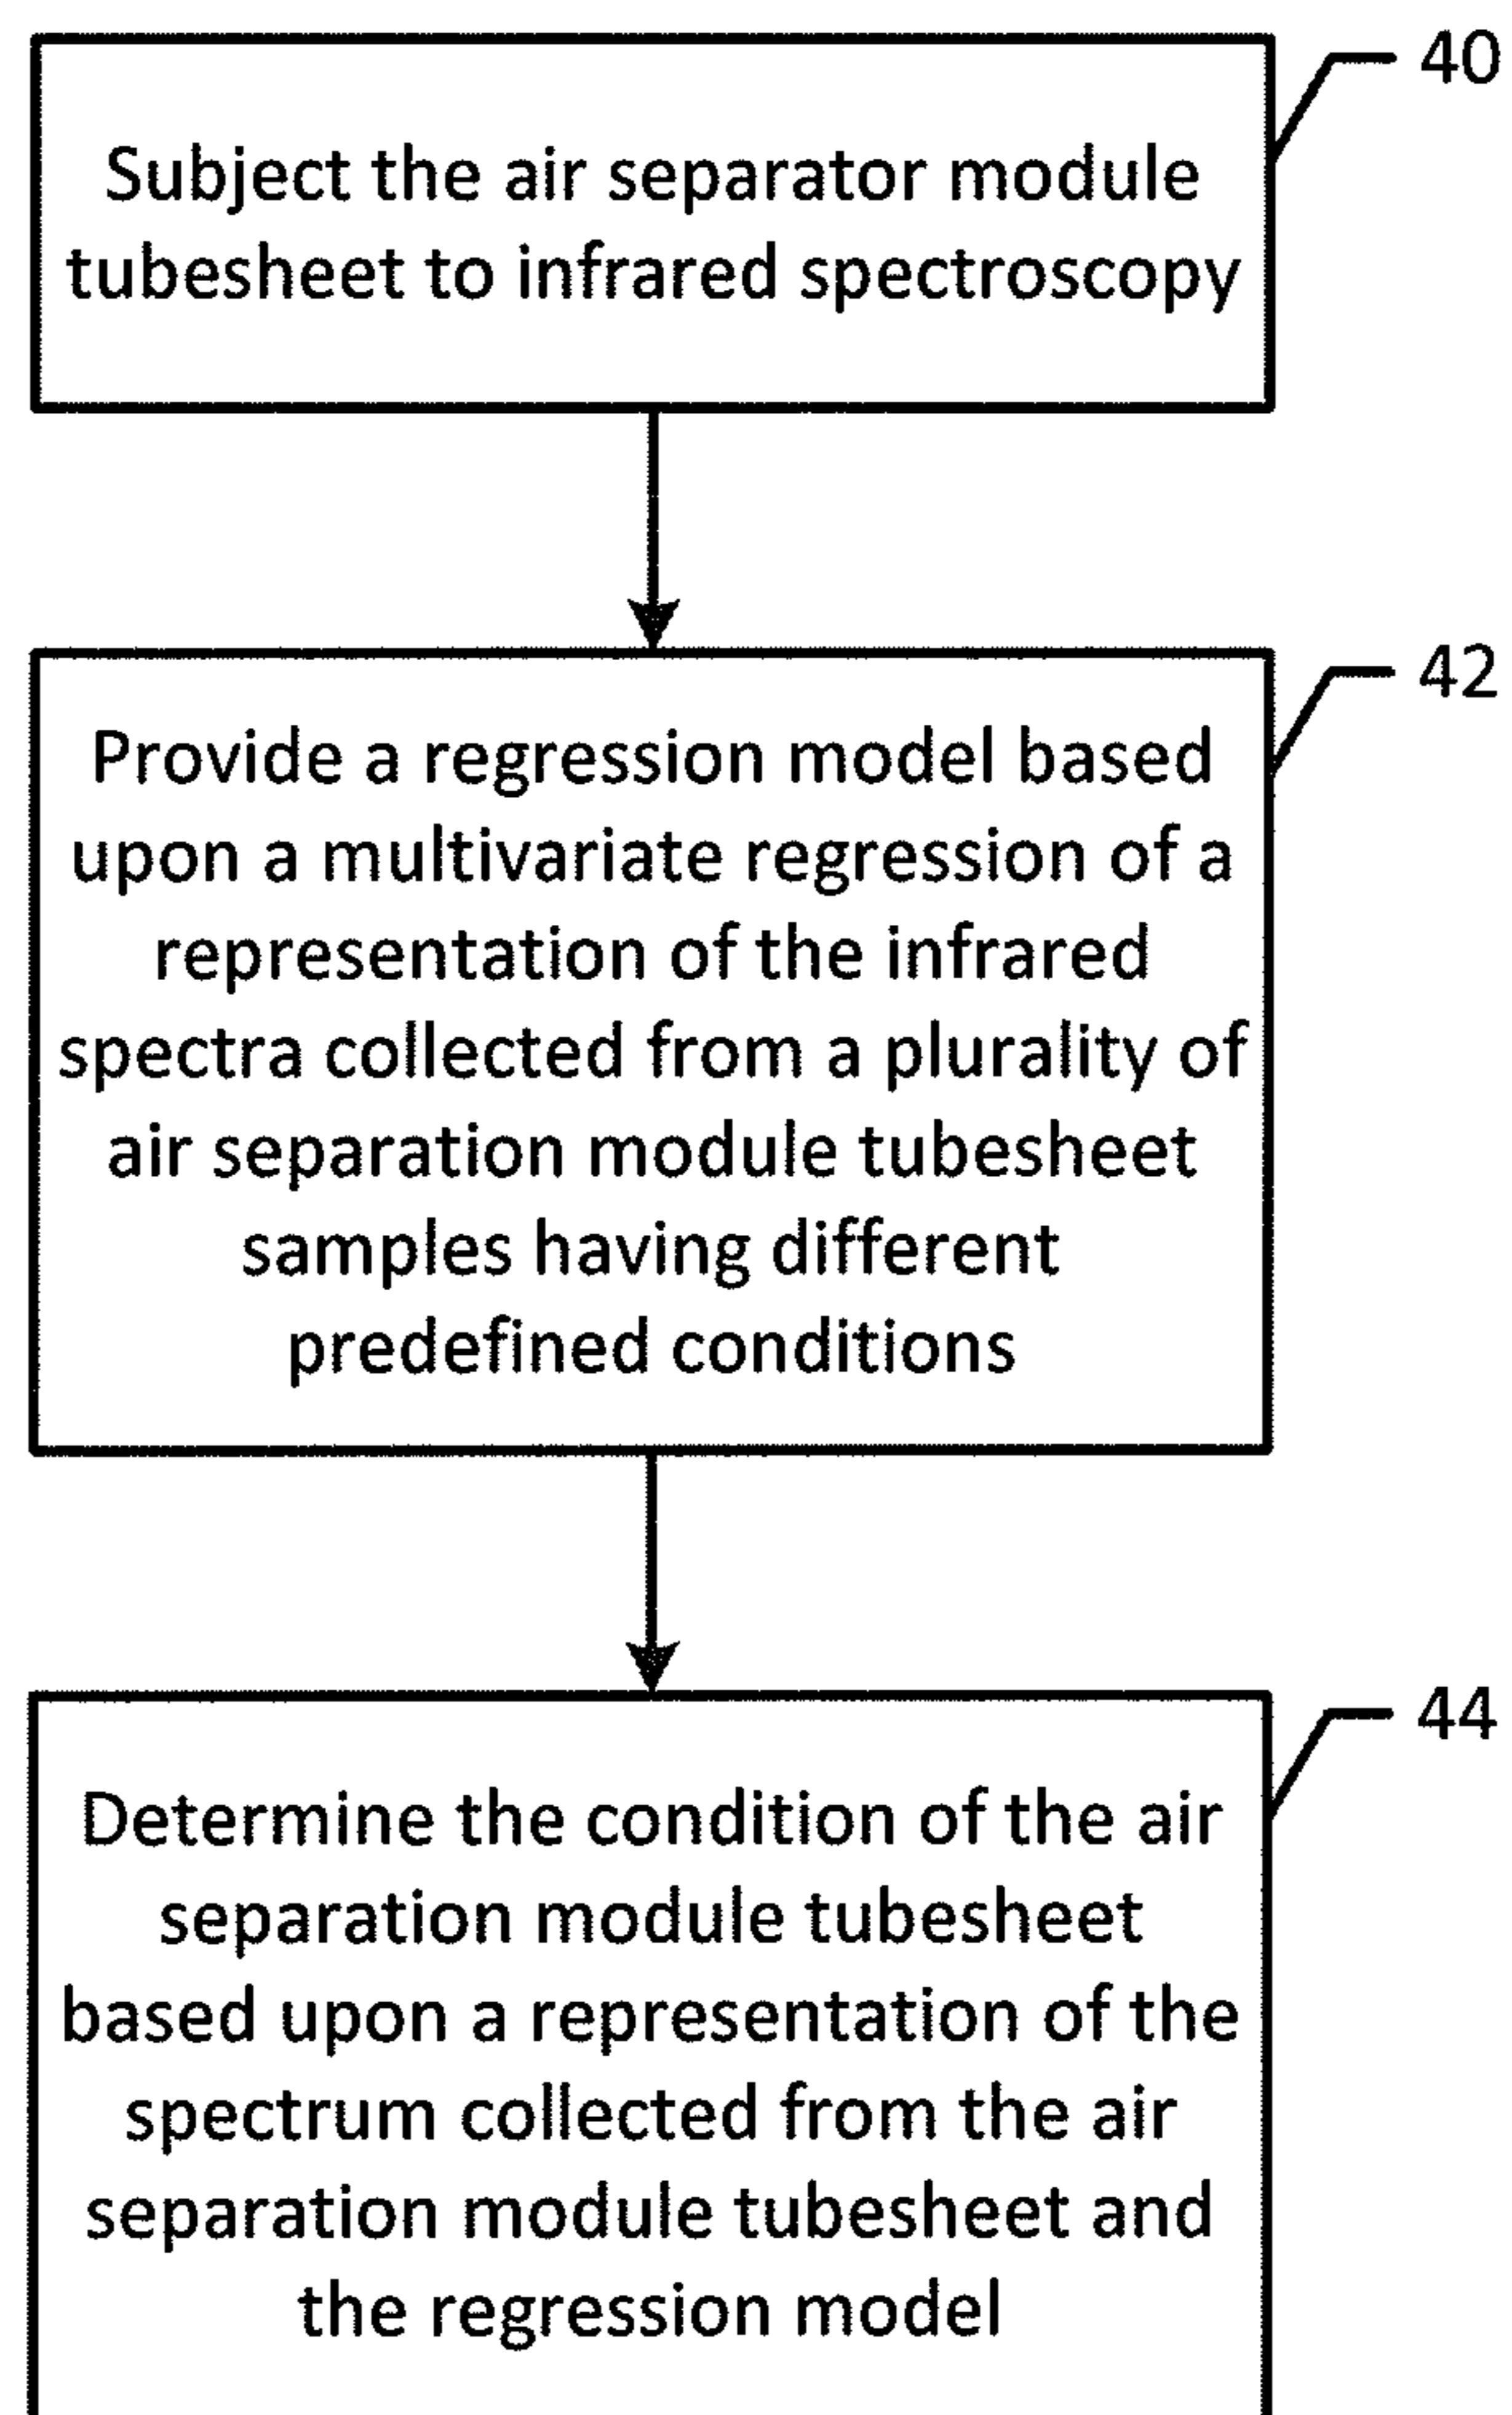 40
Subject the air separator module
tubesheet to infrared spectroscopy
42
Provide a regression model based
upon a multivariate regression of a
representation of the infrared
spectra collected from a plurality of
air separation module tubesheet
samples having different
predefined conditions
44
Determine the condition of the air
separation module tubesheet
based upon a representation of the
spectrum collected from the air
separation module tubesheet and
the regression model